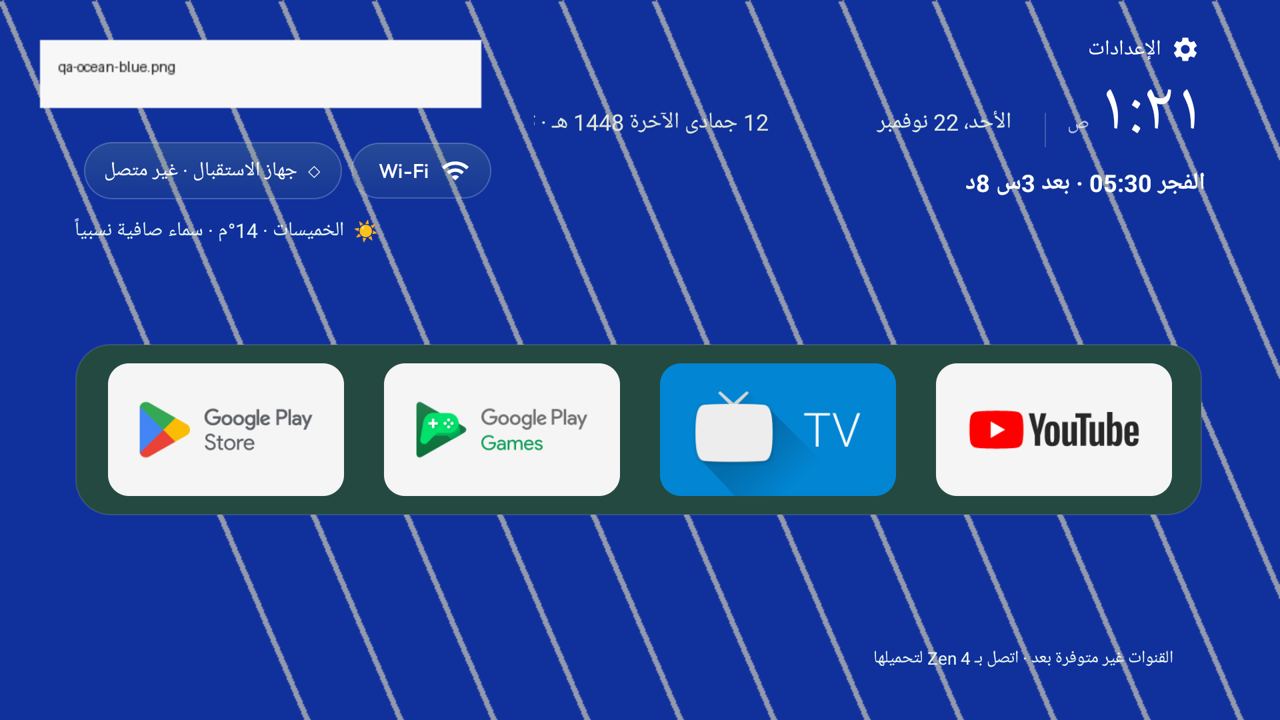 qa-ocean-blue.png
الإعدادات
١:٢١ ص
الأحد، 22 نوفمبر
12 جمادى الآخرة 1448 هـ ·
الفجر 05:30 · بعد 3س 8د
Wi-Fi
جهاز الاستقبال · غير متصل
الخميسات · 14°م · سماء صافية نسبياً
YouTube
TV
Google Play Games
Google Play Store
القنوات غير متوفرة بعد · اتصل بـ Zen 4 لتحميلها